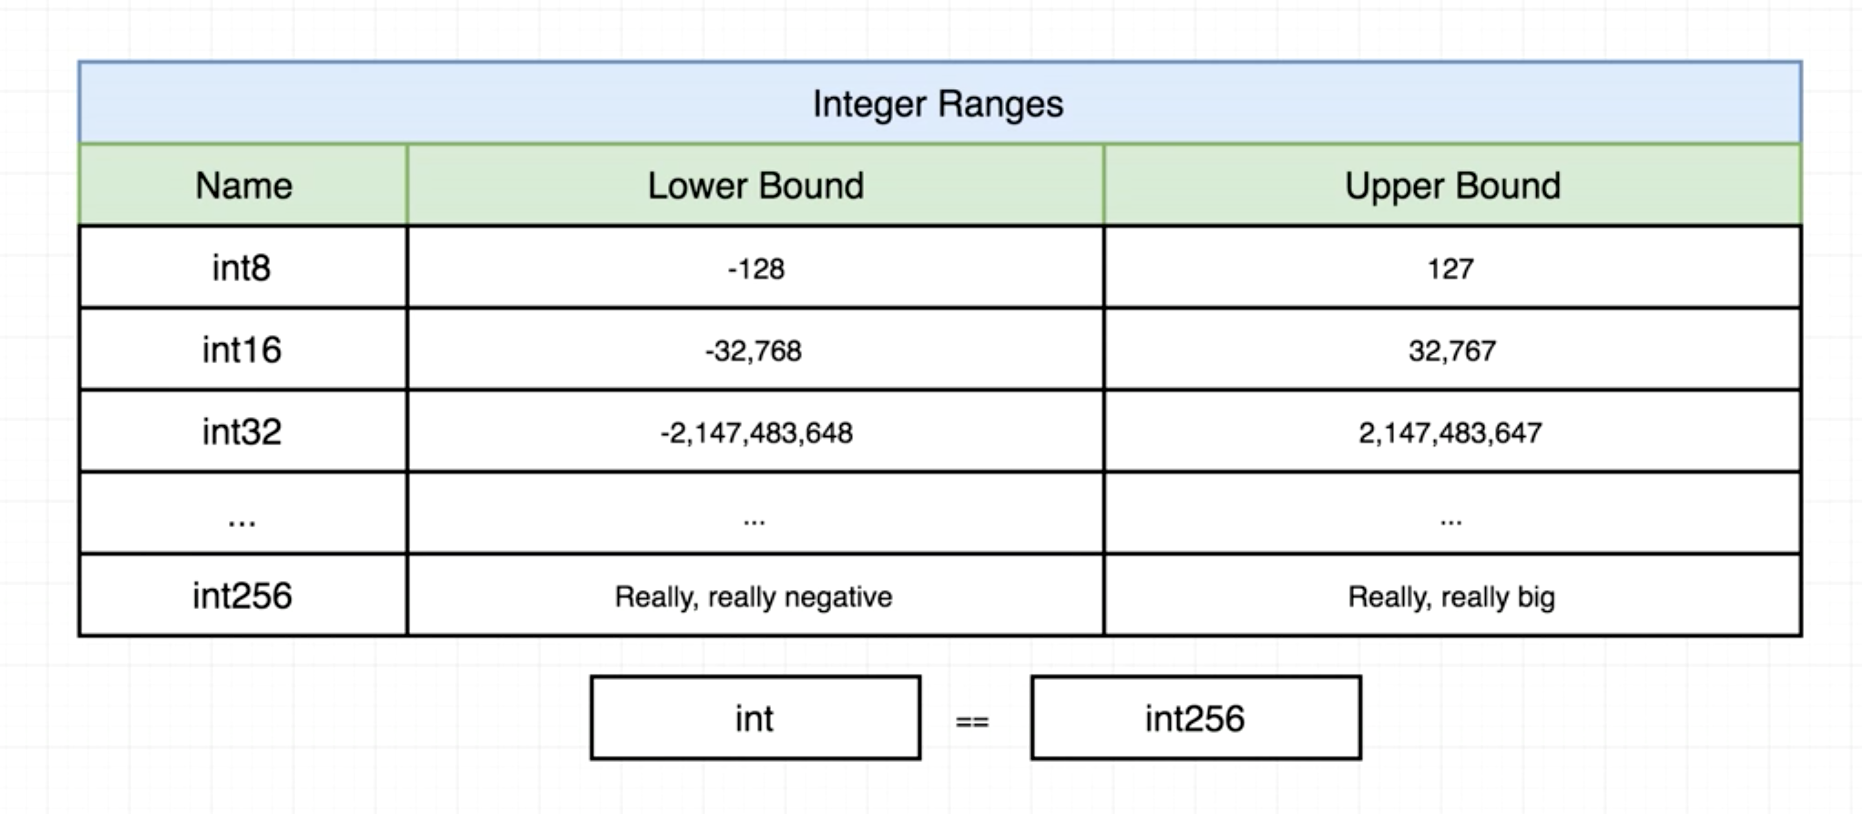 Integer Ranges
Name Lower Bound Upper Bound
int8 -128 127
int16 -32,768 32,767
int32 -2,147,483,648 2,147,483,647
... ... ...
int256 Really, really negative Really, really big
int == int256